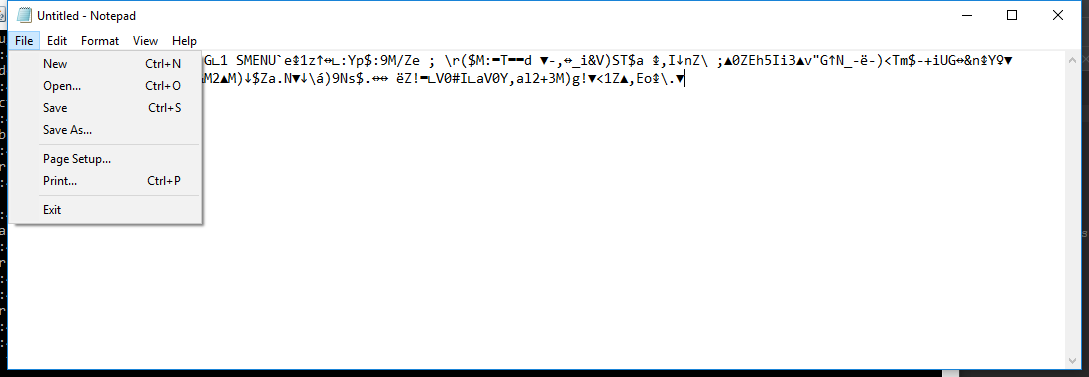 Untitled - Notepad
File Edit Format View Help
G∟1 SMENU`e↨1z↑↔∟:Yp$:9M/Ze ; \r($M:▬T▬▬d ▼-,↔_i&V)ST$a ↨,I↓nZ\ ;▲0ZEh5Ii3▲v"G↑N_-ë-)<Tm$-+iUG↔&n↨Y♀▼
M2▲M)↓$Za.N▼↓\á)9Ns$.↔↔ ëZ!▬∟V0#I∟aV0Y,al2+3M)g!▼<1Z▲,Eo↨\.▼
New Ctrl+N
Open... Ctrl+O
Save Ctrl+S
Save As...
Page Setup...
Print... Ctrl+P
Exit